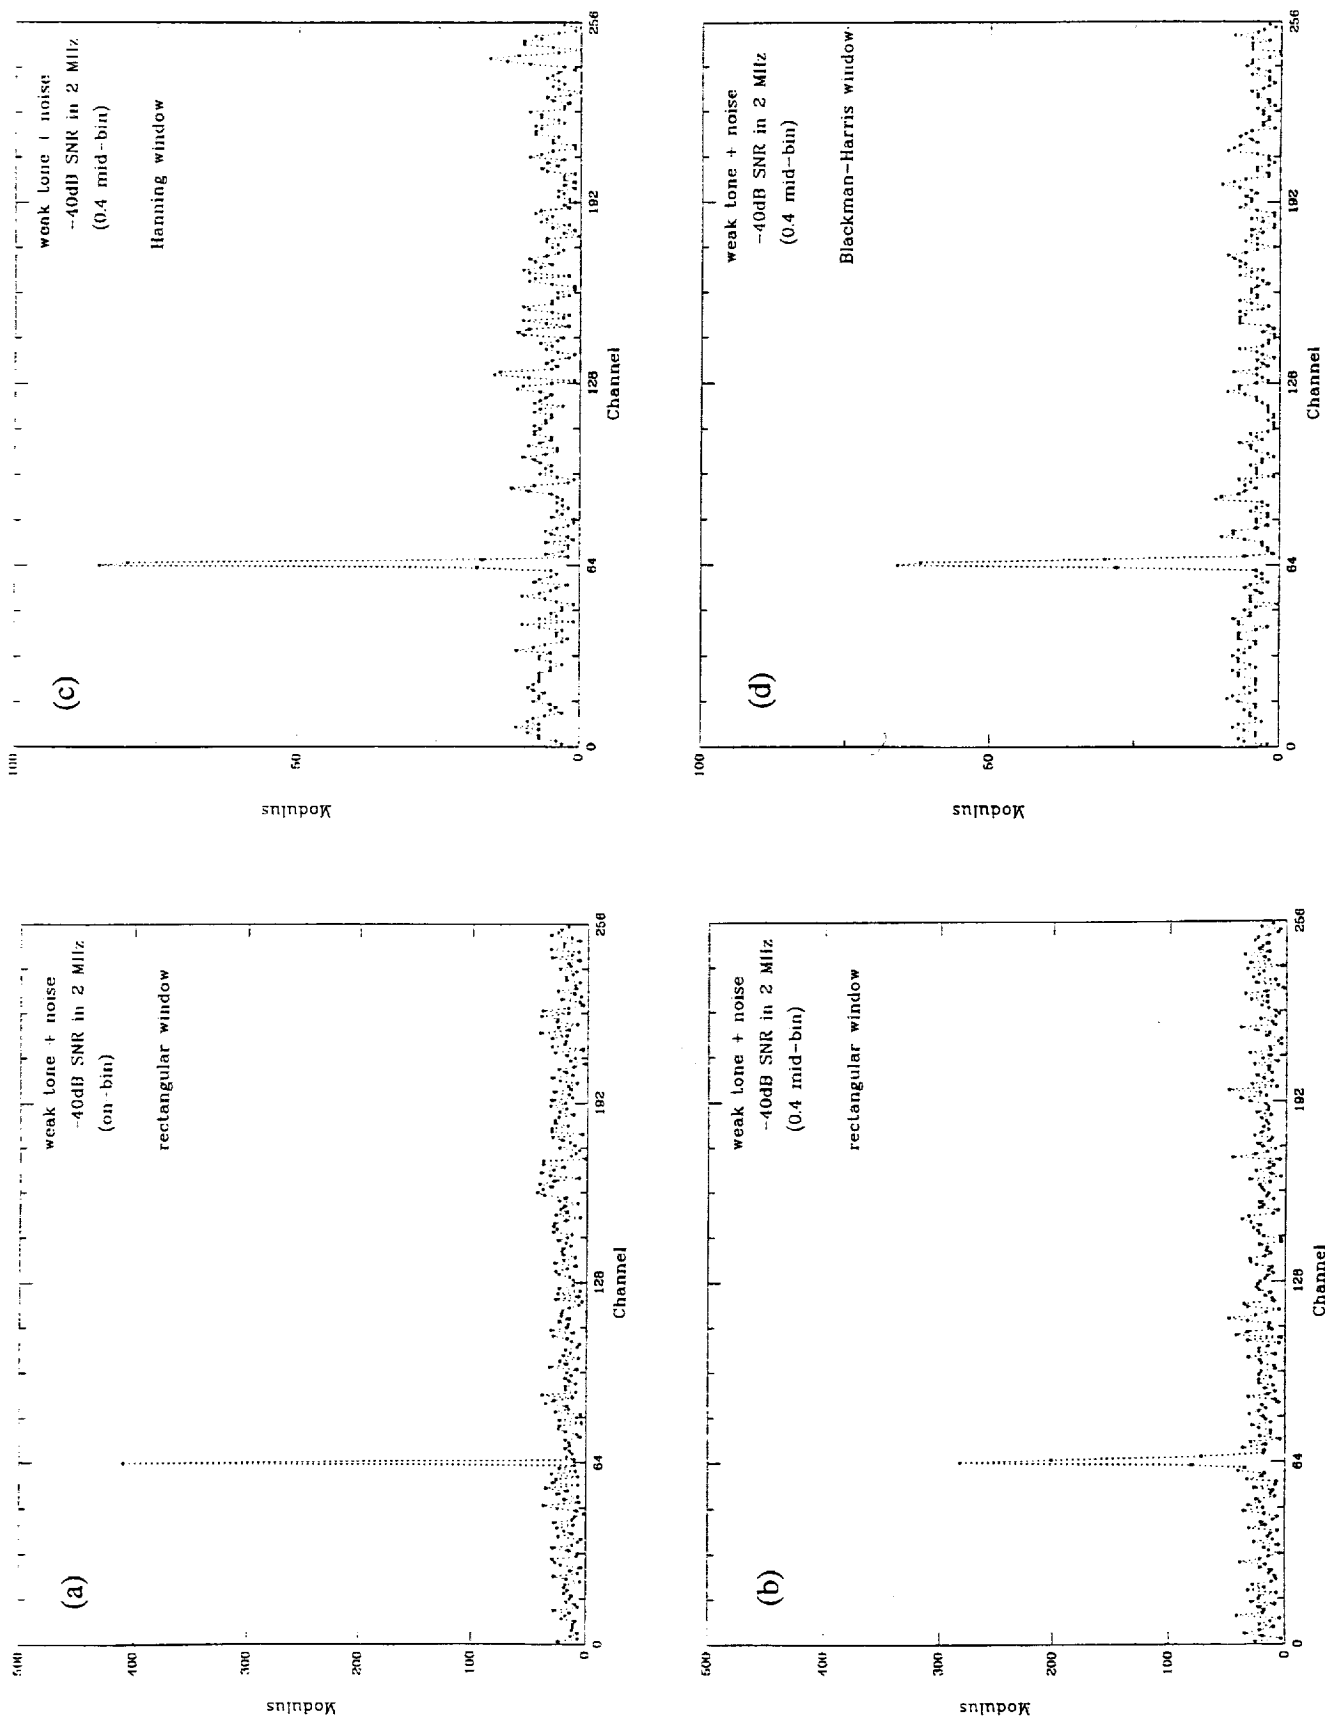 (a)
weak tone + noise
-40dB SNR in 2 MHz
(on-bin)
rectangular window
Modulus
500
400
300
200
100
0
0
64
128
192
256
Channel
(b)
weak tone + noise
-40dB SNR in 2 MHz
(0.4 mid-bin)
rectangular window
Modulus
500
400
300
200
100
0
0
64
128
192
256
Channel
(c)
weak tone + noise
-40dB SNR in 2 MHz
(0.4 mid-bin)
Hanning window
Modulus
100
50
0
0
64
128
192
256
Channel
(d)
weak tone + noise
-40dB SNR in 2 MHz
(0.4 mid-bin)
Blackman-Harris window
Modulus
100
50
0
0
64
128
192
256
Channel